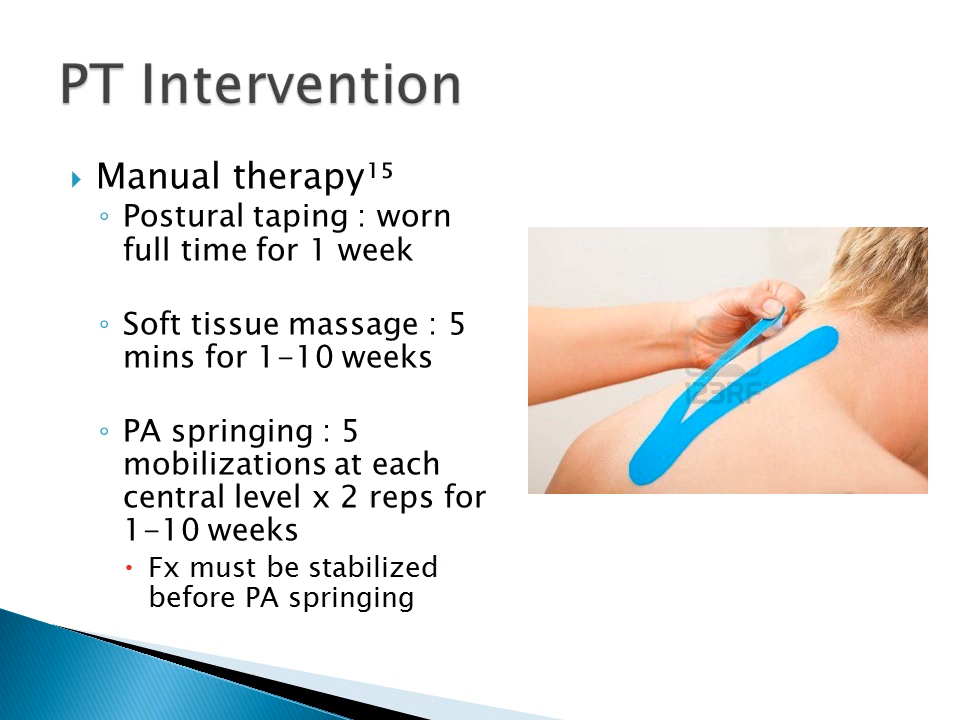 PT Intervention
Manual therapy¹⁵
Postural taping : worn
full time for 1 week
Soft tissue massage : 5
mins for 1-10 weeks
PA springing : 5
mobilizations at each
central level x 2 reps for
1-10 weeks
Fx must be stabilized
before PA springing
123RF